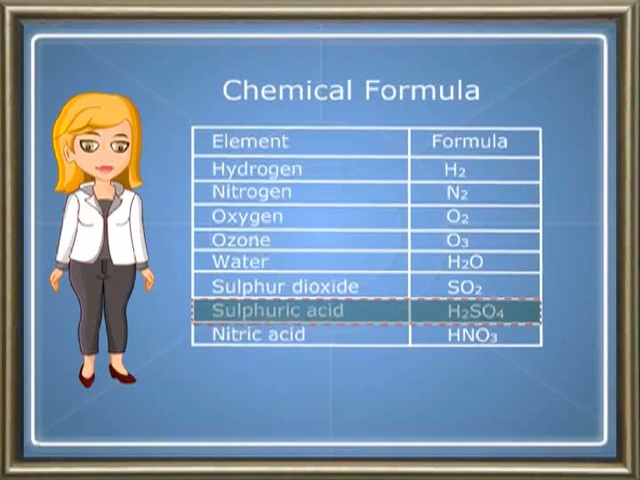 Chemical Formula
Element Formula
Hydrogen H₂
Nitrogen N₂
Oxygen O₂
Ozone O₃
Water H₂O
Sulphur dioxide SO₂
Sulphuric acid H₂SO₄
Nitric acid HNO₃